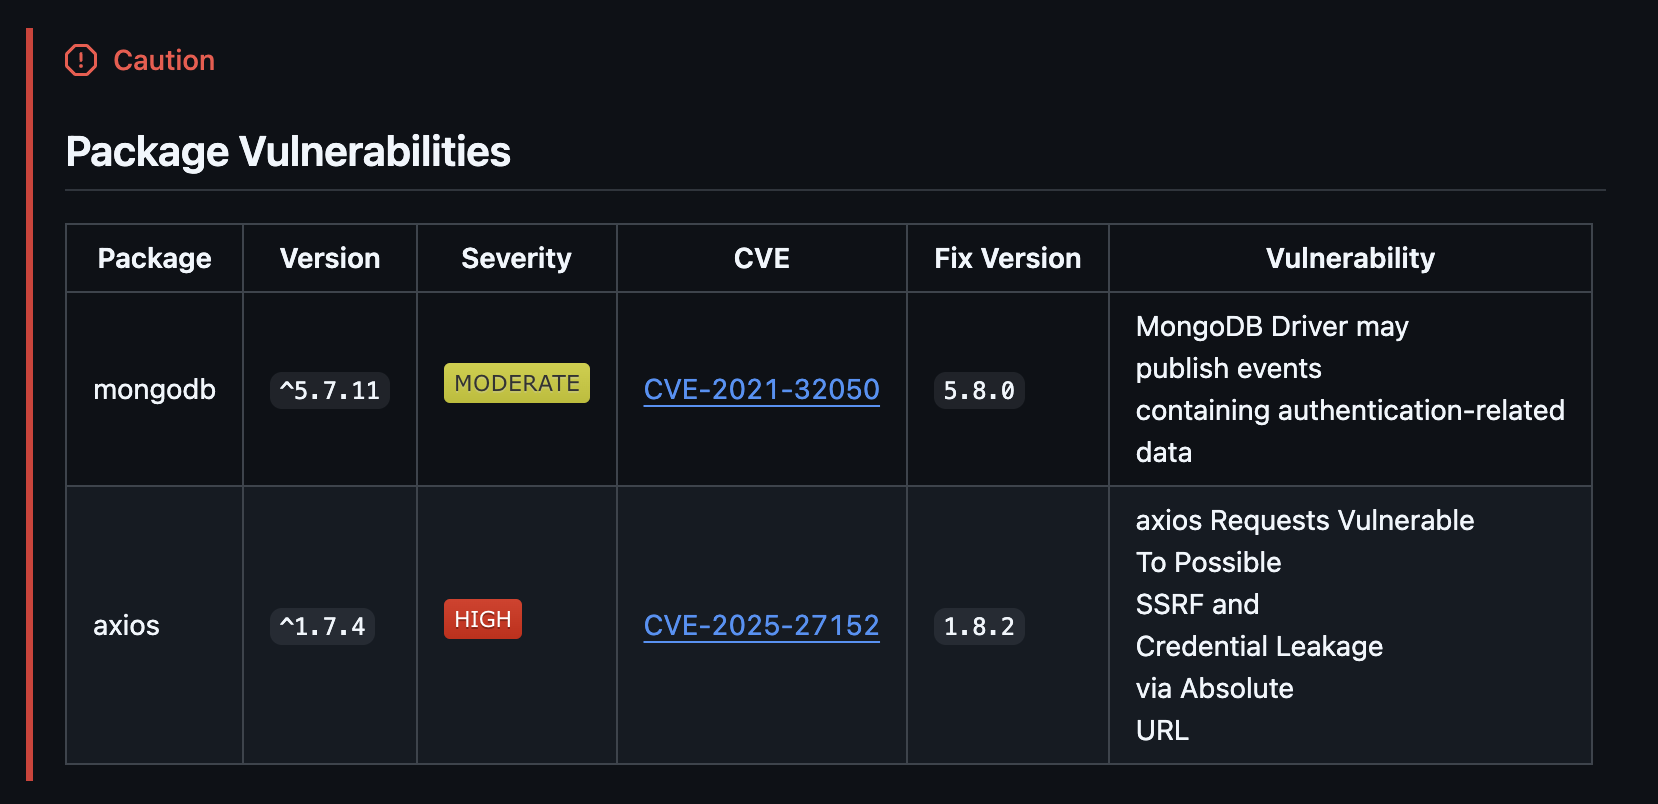 Caution
Package Vulnerabilities
Package Version Severity CVE Fix Version Vulnerability
mongodb ^5.7.11 MODERATE CVE-2021-32050 5.8.0
MongoDB Driver may
publish events
containing authentication-related
data
axios ^1.7.4 HIGH CVE-2025-27152 1.8.2
axios Requests Vulnerable
To Possible
SSRF and
Credential Leakage
via Absolute
URL